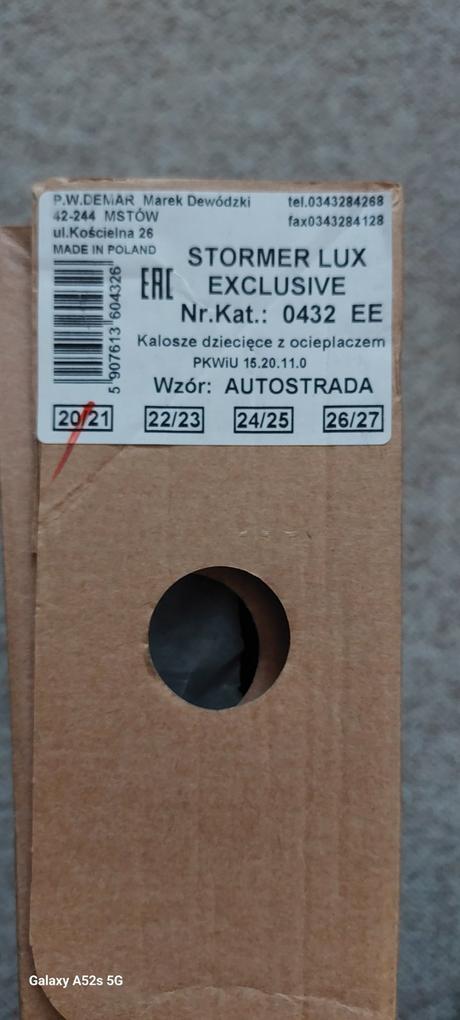 P.W.DEMAR Marek Dewódzki tel.0343284268
42-244 MSTÓW fax0343284128
ul.Kościelna 26
MADE IN POLAND
STORMER LUX
EAC EXCLUSIVE
Nr.Kat.: 0432 EE
Kalosze dziecięce z ocieplaczem
PKWiU 15.20.11.0
5 907613 604326
Wzór: AUTOSTRADA
20/21 22/23 24/25 26/27
Galaxy A52s 5G